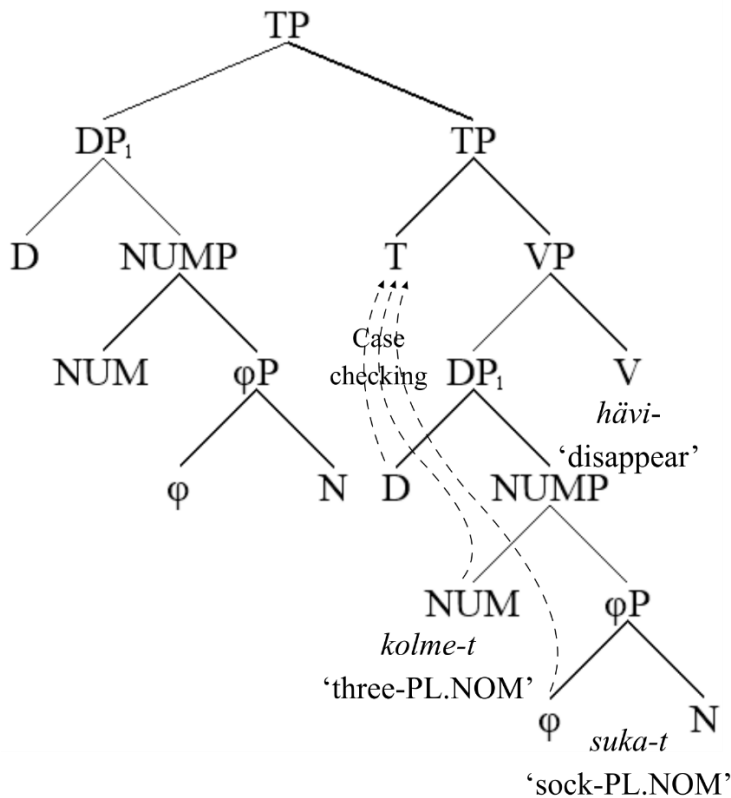 TP
DP₁ TP
D NUMP T VP
Case
NUM φP checking DP₁ V
hävi-
‘disappear’
φ N D NUMP
NUM φP
kolme-t
‘three-PL.NOM’
φ N
suka-t
‘sock-PL.NOM’